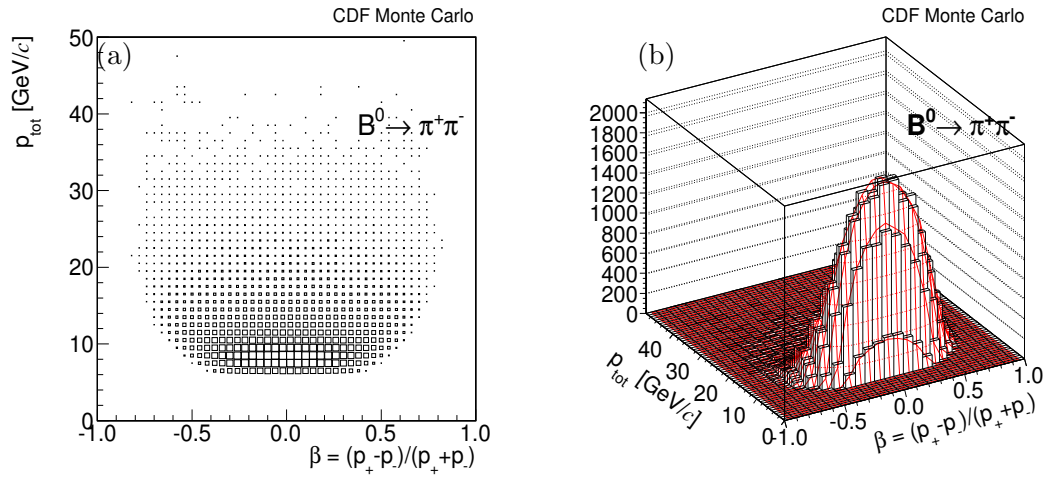 CDF Monte Carlo
(a)
B⁰→ π⁺π⁻
p_tot [GeV/c]
50
40
30
20
10
0
-1.0 -0.5 0.0 0.5 1.0
β = (p₊-p₋)/(p₊+p₋)
CDF Monte Carlo
(b)
B⁰→ π⁺π⁻
2000
1800
1600
1400
1200
1000
800
600
400
200
0
40
30
20
10
0
p_tot [GeV/c]
-1.0 -0.5 0.0 0.5 1.0
β = (p₊-p₋)/(p₊+p₋)